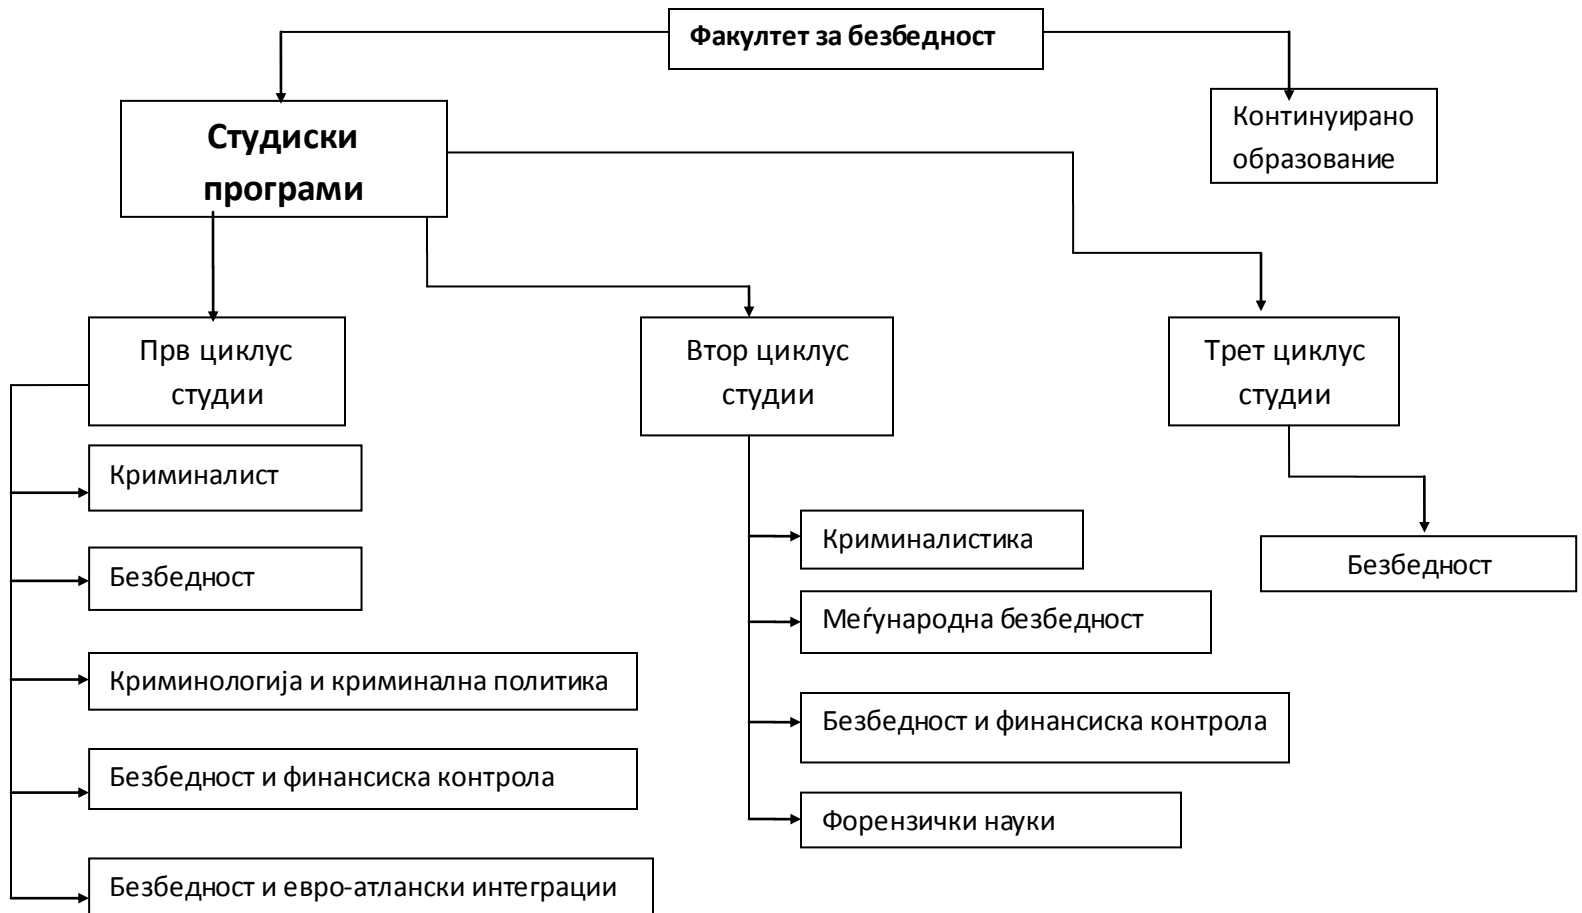 Факултет за безбедност
Континуирано
образование
Студиски
програми
Прв циклус
студии
Втор циклус
студии
Трет циклус
студии
Криминалист
Безбедност
Криминологија и криминална политика
Безбедност и финансиска контрола
Безбедност и евро-атлански интеграции
Криминалистика
Меѓународна безбедност
Безбедност и финансиска контрола
Форензички науки
Безбедност